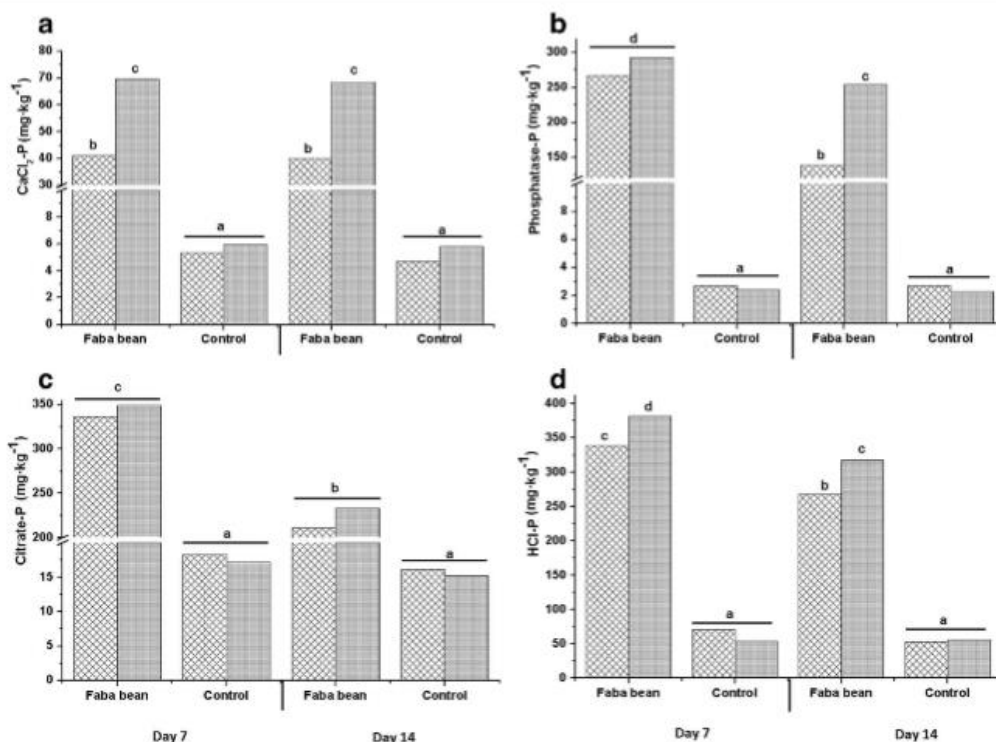 a
CaCl₂-P (mg·kg⁻¹)
80
70
60
50
40
30
8
6
4
2
0
b
c
a
b
c
a
Faba bean Control Faba bean Control
b
Phosphatase-P (mg·kg⁻¹)
300
250
150
8
6
4
2
0
d
a
b
c
a
Faba bean Control Faba bean Control
c
Citrate-P (mg·kg⁻¹)
350
300
250
200
15
10
5
0
c
a
b
a
Faba bean Control Faba bean Control
Day 7 Day 14
d
HCl-P (mg·kg⁻¹)
400
350
300
250
200
150
100
50
0
c
d
a
b
c
a
Faba bean Control Faba bean Control
Day 7 Day 14